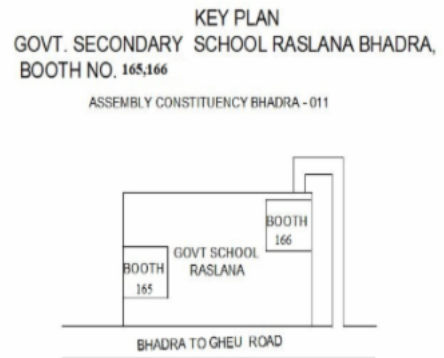 KEY PLAN
GOVT. SECONDARY SCHOOL RASLANA BHADRA,
BOOTH NO. 165,166
ASSEMBLY CONSTITUENCY BHADRA - 011
BOOTH
166
GOVT SCHOOL
RASLANA
BOOTH
165
BHADRA TO GHEU ROAD